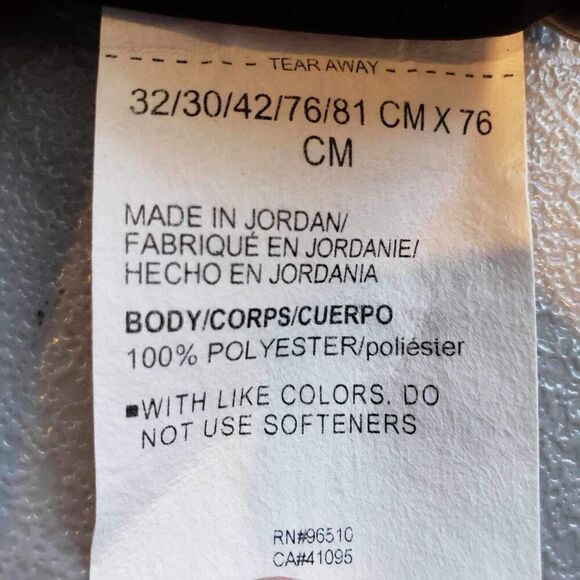 TEAR AWAY
32/30/42/76/81 CM X 76
CM
MADE IN JORDAN/
FABRIQUÉ EN JORDANIE/
HECHO EN JORDANIA
BODY/CORPS/CUERPO
100% POLYESTER/poliéster
■WITH LIKE COLORS. DO
NOT USE SOFTENERS
RN#96510
CA#41095